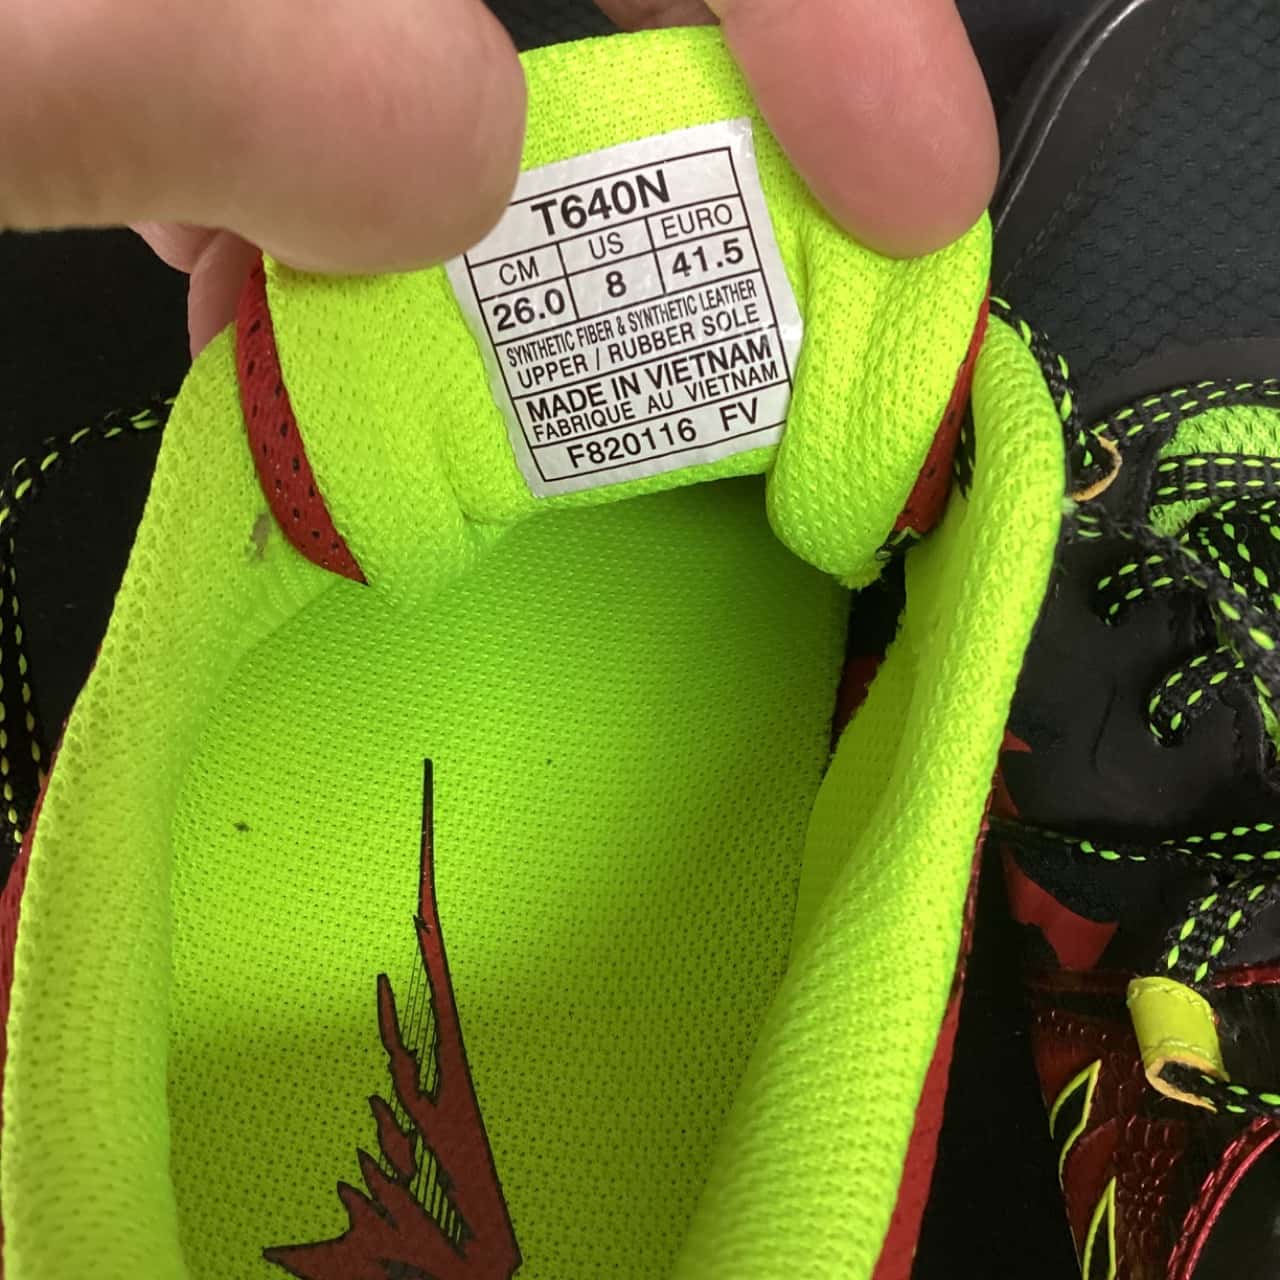 T640N
CM US EURO
26.0 8 41.5
SYNTHETIC FIBER & SYNTHETIC LEATHER
UPPER / RUBBER SOLE
MADE IN VIETNAM
FABRIQUE AU VIETNAM
F820116 FV